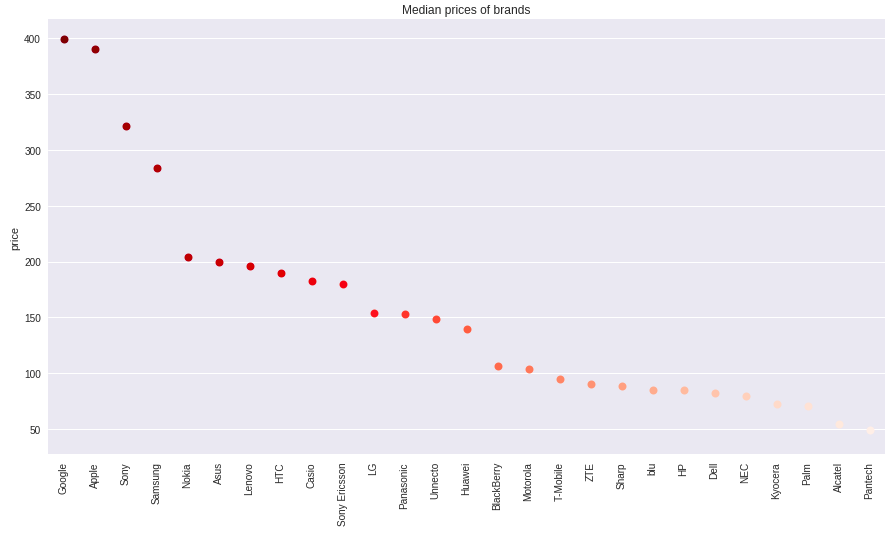 Median prices of brands
400
350
300
250
200
150
100
50
price
Google
Apple
Sony
Samsung
Nokia
Asus
Lenovo
HTC
Casio
Sony Ericsson
LG
Panasonic
Unnecto
Huawei
BlackBerry
Motorola
T-Mobile
ZTE
Sharp
blu
HP
Dell
NEC
Kyocera
Palm
Alcatel
Pantech